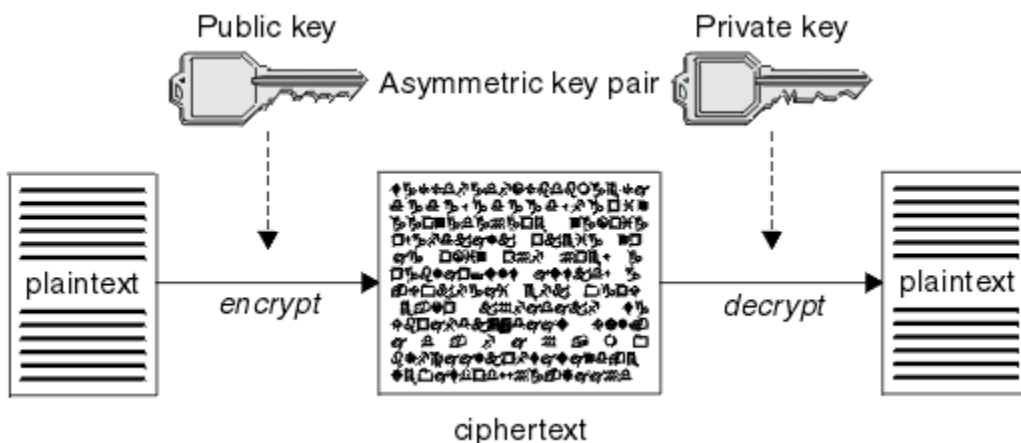 Public key
Private key
Asymmetric key pair
plaintext
encrypt
decrypt
plaintext
ciphertext